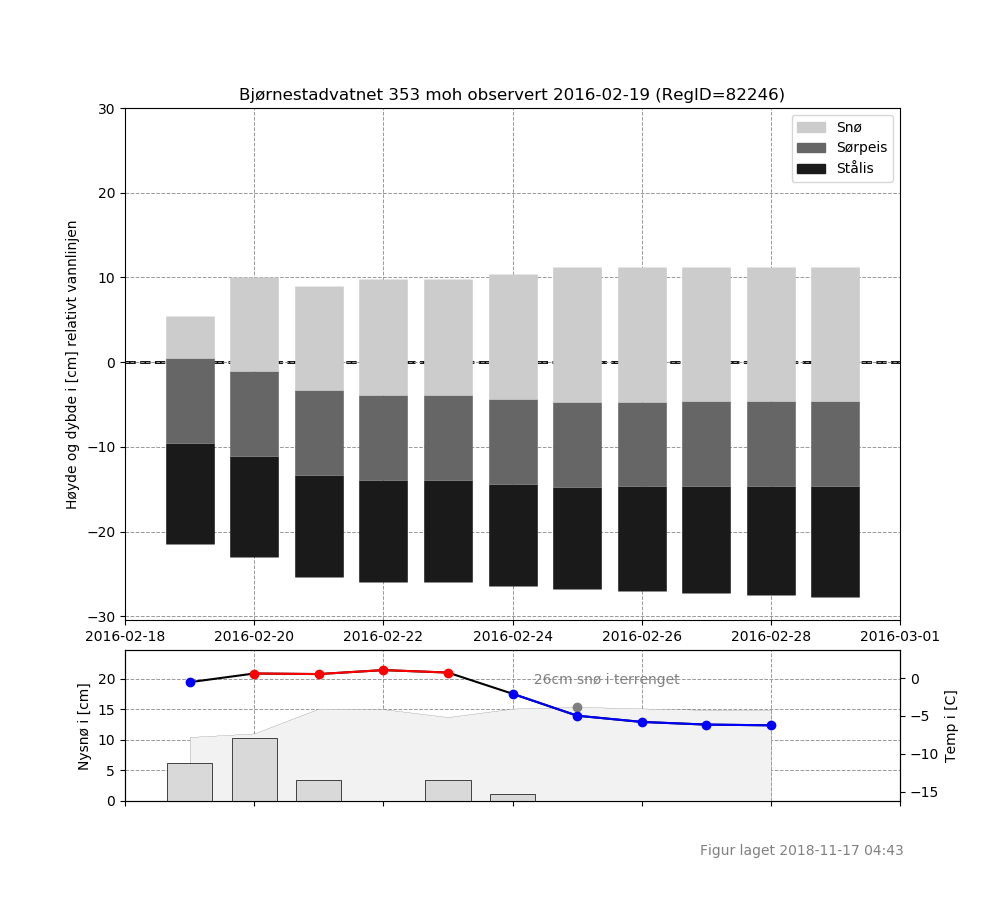 Bjørnestadvatnet 353 moh observert 2016-02-19 (RegID=82246)
Høyde og dybde i [cm] relativt vannlinjen
30
20
10
0
−10
−20
−30
Snø
Sørpeis
Stålis
2016-02-18 2016-02-20 2016-02-22 2016-02-24 2016-02-26 2016-02-28 2016-03-01
Nysnø i [cm]
20
15
10
5
0
26cm snø i terrenget
0
−5
−10
−15
Temp i [C]
Figur laget 2018-11-17 04:43